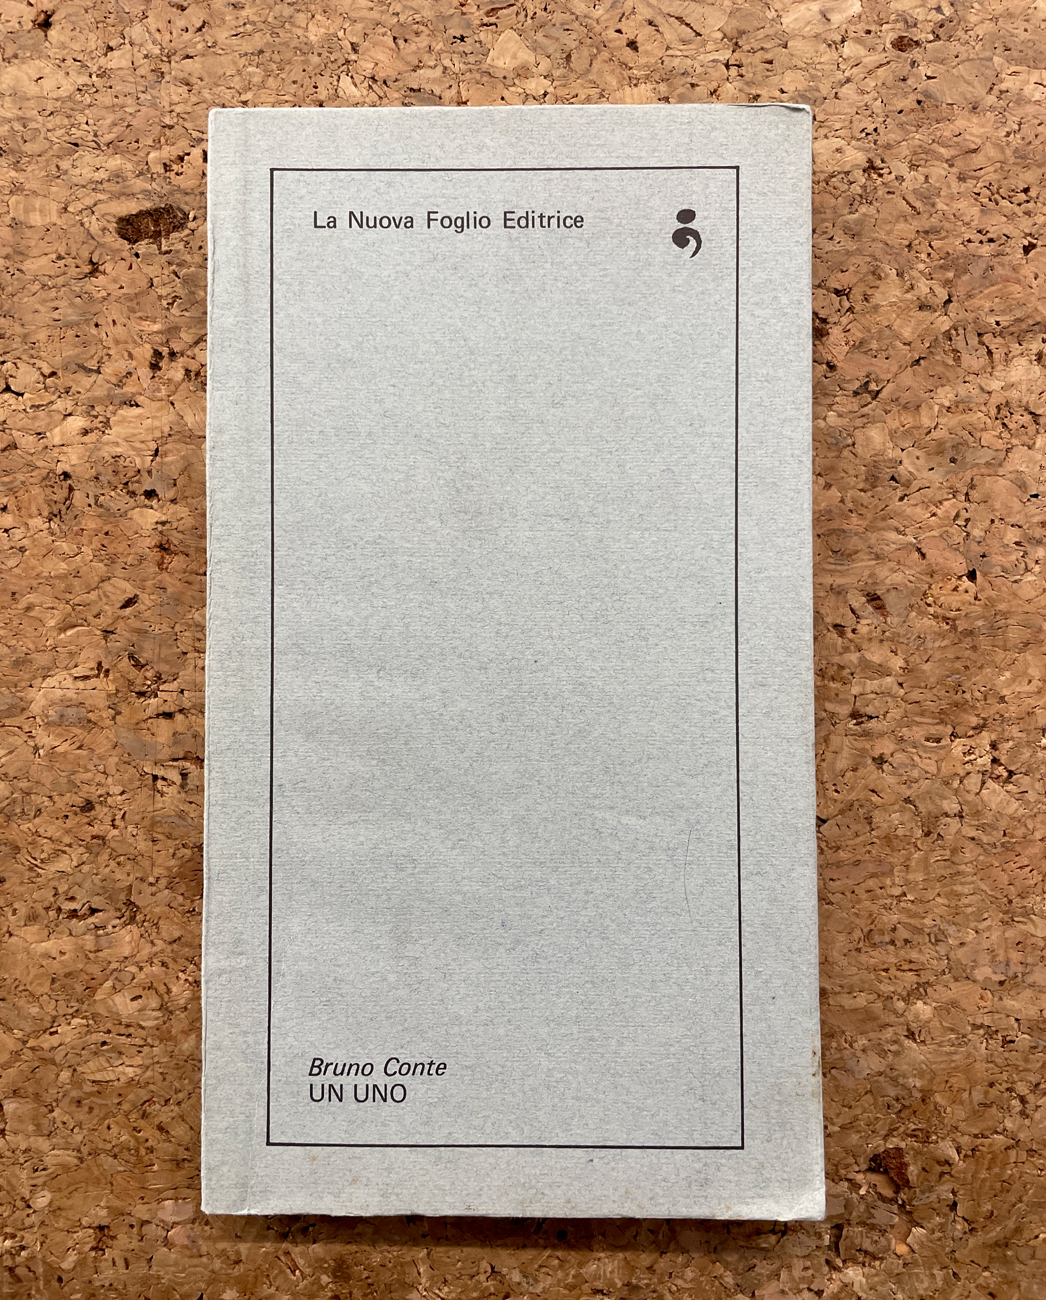 La Nuova Foglio Editrice
Bruno Conte
UN UNO